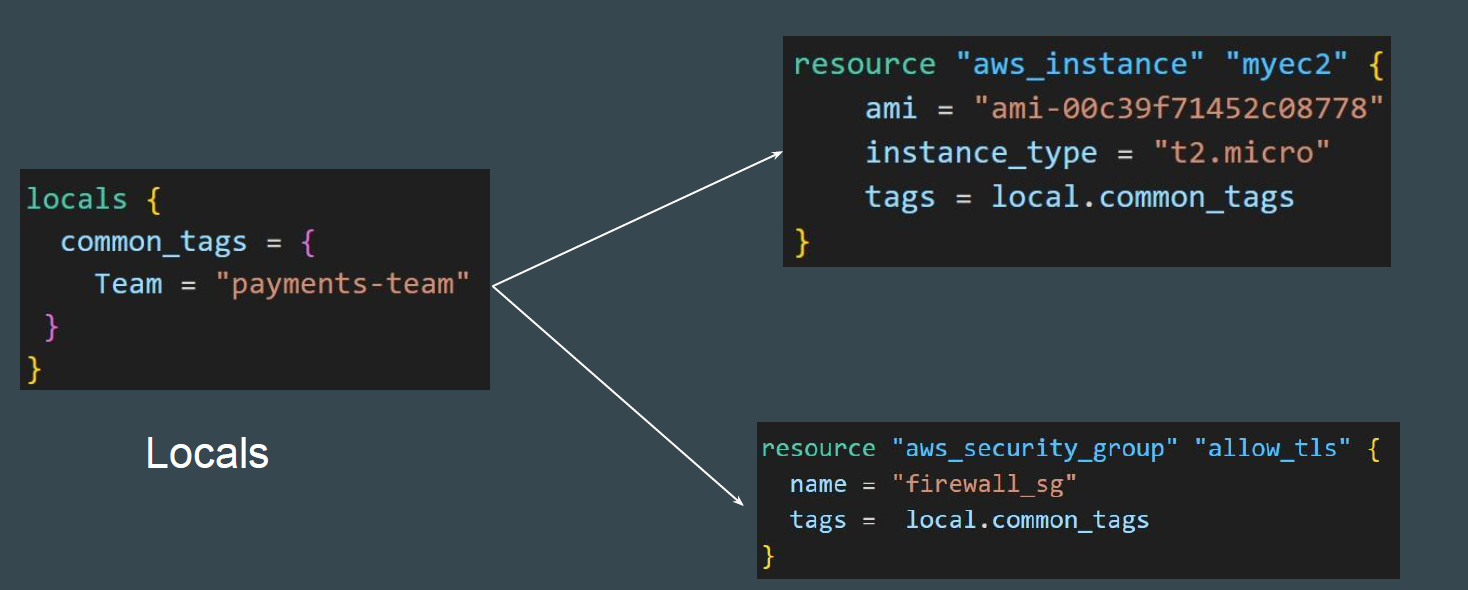 locals {
common_tags = {
Team = "payments-team"
}
}
Locals
resource "aws_instance" "myec2" {
ami = "ami-00c39f71452c08778"
instance_type = "t2.micro"
tags = local.common_tags
}
resource "aws_security_group" "allow_tls" {
name = "firewall_sg"
tags = local.common_tags
}